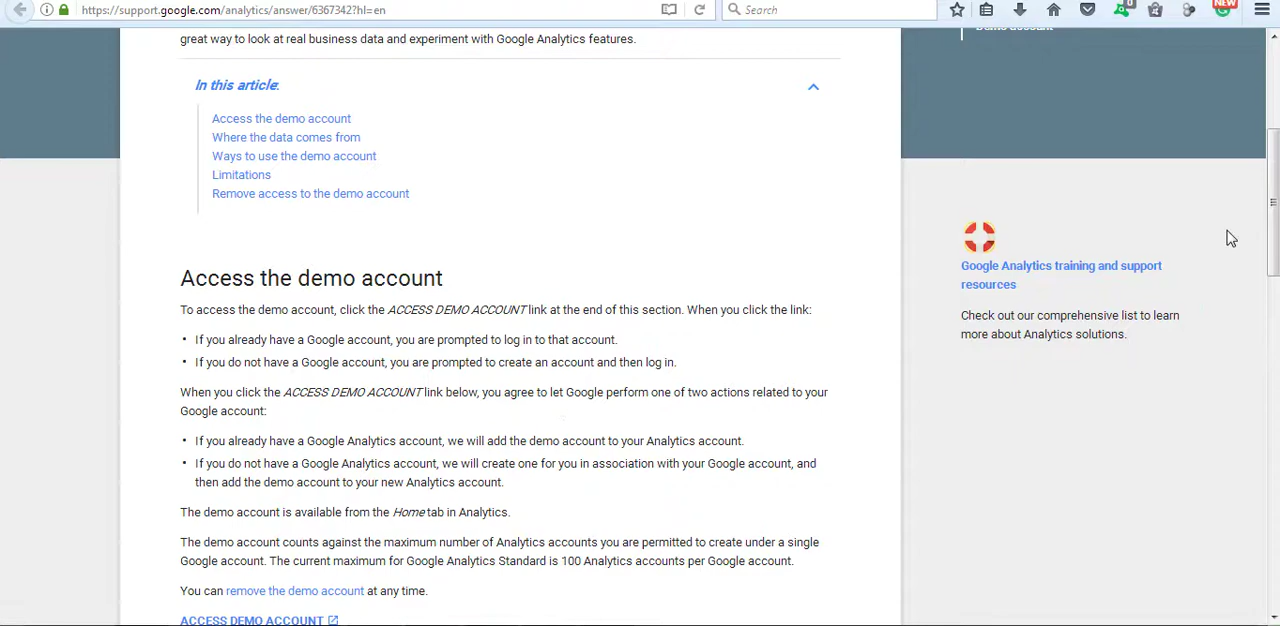 https://support.google.com/analytics/answer/6367342?hl=en
Search
NEW
great way to look at real business data and experiment with Google Analytics features.
Demo account
In this article:
Access the demo account
Where the data comes from
Ways to use the demo account
Limitations
Remove access to the demo account
Google Analytics training and support
resources
Check out our comprehensive list to learn
more about Analytics solutions.
Access the demo account
To access the demo account, click the ACCESS DEMO ACCOUNT link at the end of this section. When you click the link:
• If you already have a Google account, you are prompted to log in to that account.
• If you do not have a Google account, you are prompted to create an account and then log in.
When you click the ACCESS DEMO ACCOUNT link below, you agree to let Google perform one of two actions related to your
Google account:
• If you already have a Google Analytics account, we will add the demo account to your Analytics account.
• If you do not have a Google Analytics account, we will create one for you in association with your Google account, and
then add the demo account to your new Analytics account.
The demo account is available from the Home tab in Analytics.
The demo account counts against the maximum number of Analytics accounts you are permitted to create under a single
Google account. The current maximum for Google Analytics Standard is 100 Analytics accounts per Google account.
You can remove the demo account at any time.
ACCESS DEMO ACCOUNT